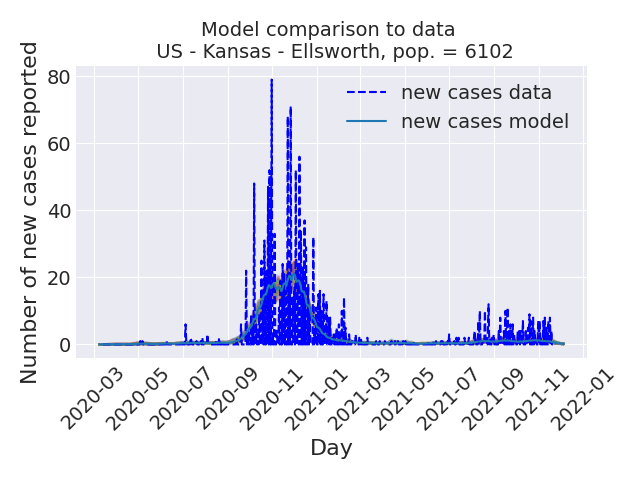 Model comparison to data
US - Kansas - Ellsworth, pop. = 6102
Number of new cases reported
80
60
40
20
0
new cases data
new cases model
2020-03
2020-05
2020-07
2020-09
2020-11
2021-01
2021-03
2021-05
2021-07
2021-09
2021-11
2022-01
Day